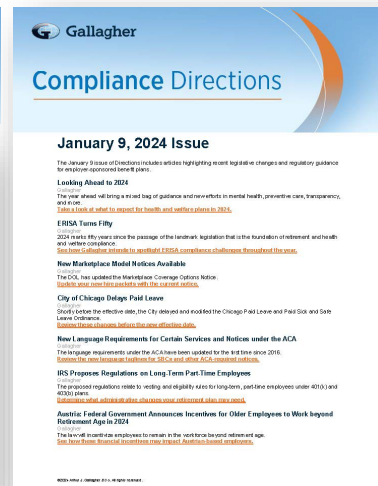 Gallagher
Compliance Directions
January 9, 2024 Issue
The January 9 issue of Directions includes articles highlighting recent legislative changes and regulatory guidance
for employer-sponsored benefit plans.
Looking Ahead to 2024
Gallagher
The year ahead will bring a mixed bag of guidance and new efforts in mental health, preventive care, transparency,
and more.
Take a look at what to expect for health and welfare plans in 2024.
ERISA Turns Fifty
Gallagher
2024 marks fifty years since the passage of the landmark legislation that is the foundation of retirement and health
and welfare compliance.
See how Gallagher intends to spotlight ERISA compliance challenges throughout the year.
New Marketplace Model Notices Available
Gallagher
The DOL has updated the Marketplace Coverage Options Notice.
Update your new hire packets with the current notice.
City of Chicago Delays Paid Leave
Gallagher
Shortly before the effective date, the City delayed and modified the Chicago Paid Leave and Paid Sick and Safe
Leave Ordinance.
Review these changes before the new effective date.
New Language Requirements for Certain Services and Notices under the ACA
Gallagher
The language requirements under the ACA have been updated for the first time since 2016.
Review the new language taglines for SBCs and other ACA-required notices.
IRS Proposes Regulations on Long-Term Part-Time Employees
Gallagher
The proposed regulations relate to vesting and eligibility rules for long-term, part-time employees under 401(k) and
403(b) plans.
Determine what administrative changes your retirement plan may need.
Austria: Federal Government Announces Incentives for Older Employees to Work beyond
Retirement Age in 2024
Gallagher
The law will incentivize employees to remain in the workforce beyond retirement age.
See how these financial incentives may impact Austrian-based employers.
Arthur J. Gallagher & Co. All rights reserved.